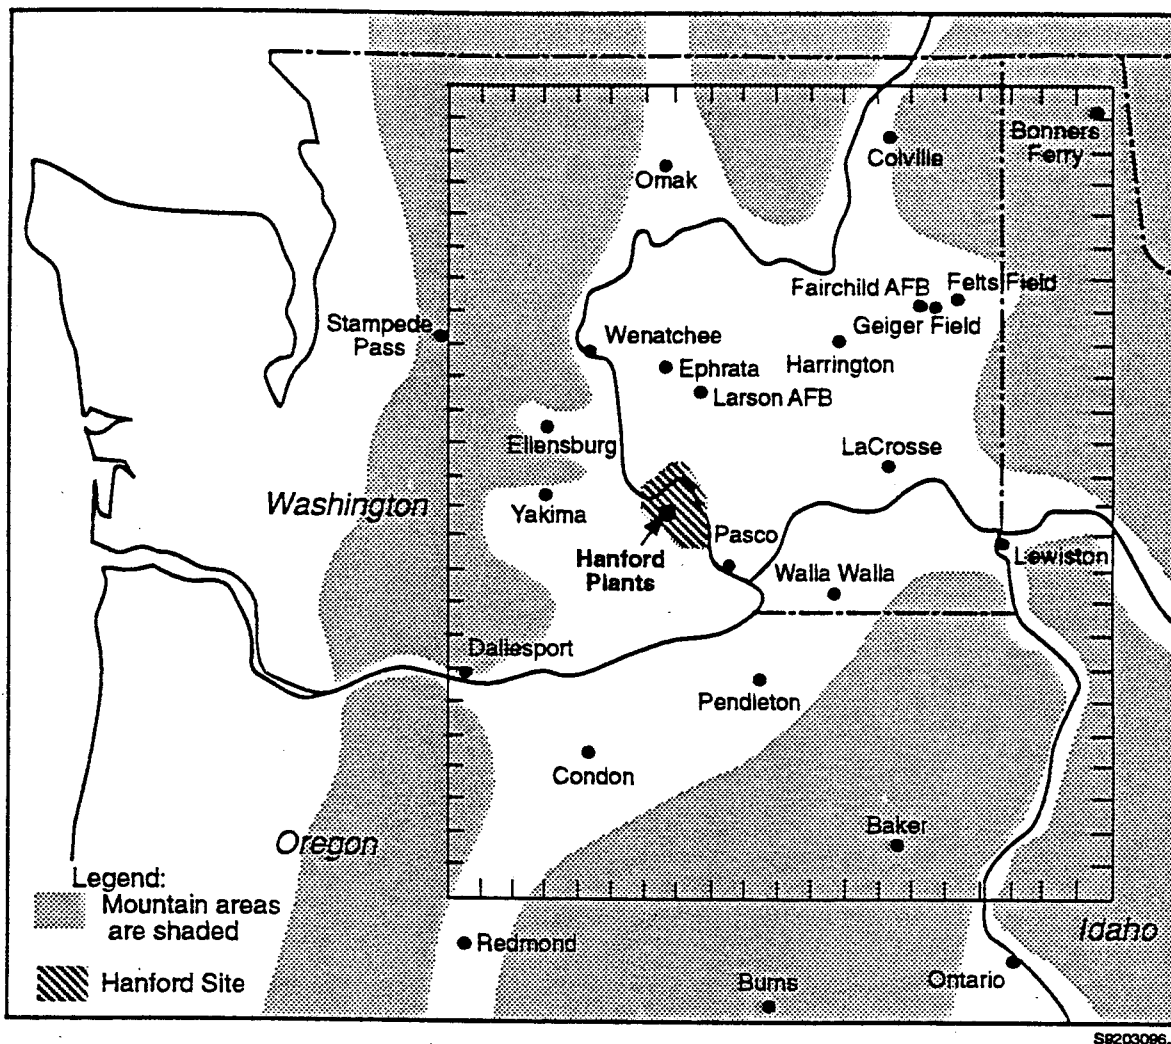 Bonners
Ferry
Colville
Omak
Fairchild AFB
Felts Field
Geiger Field
Stampede
Pass
Wenatchee
Harrington
Ephrata
Larson AFB
Ellensburg
LaCrosse
Washington
Yakima
Pasco
Hanford
Plants
Walla Walla
Lewiston
Dallesport
Pendleton
Condon
Baker
Oregon
Legend:
Mountain areas
are shaded
Hanford Site
Redmond
Burns
Ontario
Idaho
S9203096.